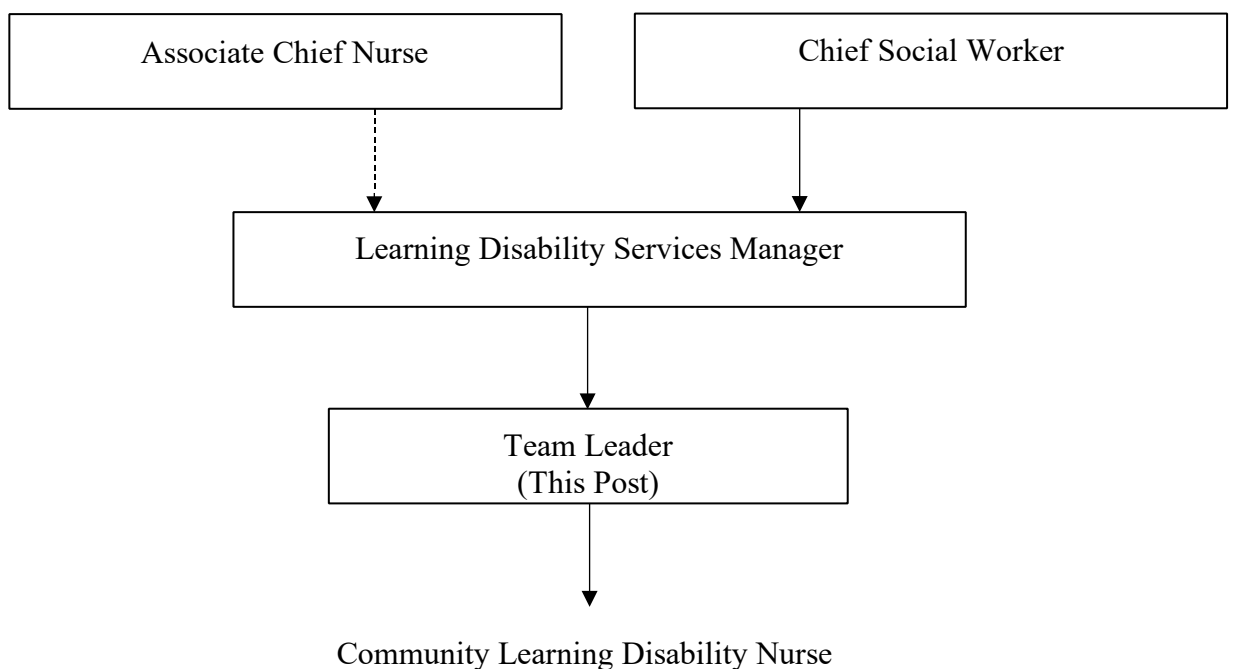 Associate Chief Nurse
Chief Social Worker
Learning Disability Services Manager
Team Leader
(This Post)
Community Learning Disability Nurse